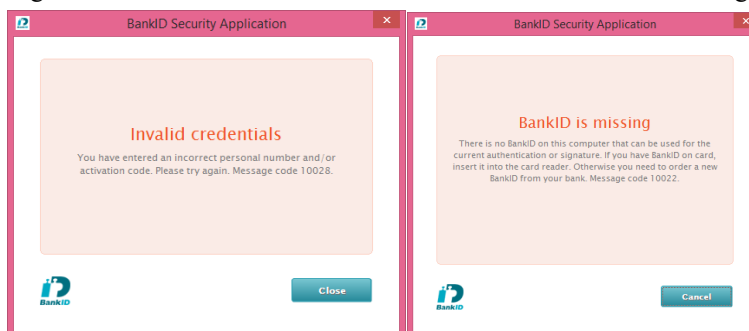 BankID Security Application
Invalid credentials
You have entered an incorrect personal number and/or
activation code. Please try again. Message code 10028.
BankID
Close
BankID Security Application
BankID is missing
There is no BankID on this computer that can be used for the
current authentication or signature. If you have BankID on card,
insert it into the card reader. Otherwise you need to order a new
BankID from your bank. Message code 10022.
BankID
Cancel